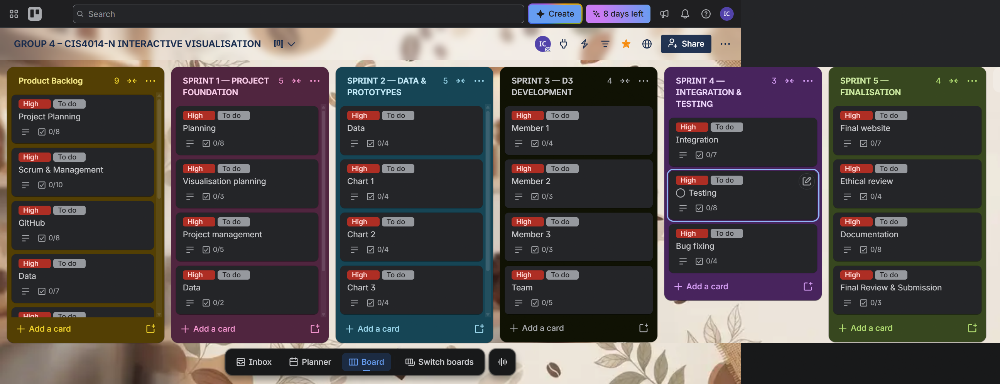 Search
Create
8 days left
IC
GROUP 4 – CIS4014-N INTERACTIVE VISUALISATION
IC
Share
Product Backlog
9
High To do
Project Planning
0/8
High To do
Scrum & Management
0/10
High To do
GitHub
0/8
High To do
Data
0/7
High To do
Add a card
SPRINT 1 — PROJECT
FOUNDATION
5
High To do
Planning
0/8
High To do
Visualisation planning
0/3
High To do
Project management
0/5
High To do
Data
0/2
Add a card
SPRINT 2 — DATA &
PROTOTYPES
5
High To do
Data
0/4
High To do
Chart 1
0/4
High To do
Chart 2
0/4
High To do
Chart 3
0/4
Add a card
SPRINT 3 — D3
DEVELOPMENT
4
High To do
Member 1
0/4
High To do
Member 2
0/3
High To do
Member 3
0/3
High To do
Team
0/5
Add a card
SPRINT 4 —
INTEGRATION &
TESTING
3
High To do
Integration
0/7
High To do
Testing
0/8
High To do
Bug fixing
0/4
Add a card
SPRINT 5 —
FINALISATION
4
High To do
Final website
0/7
High To do
Ethical review
0/4
High To do
Documentation
0/8
High To do
Final Review & Submission
0/3
Add a card
Inbox
Planner
Board
Switch boards